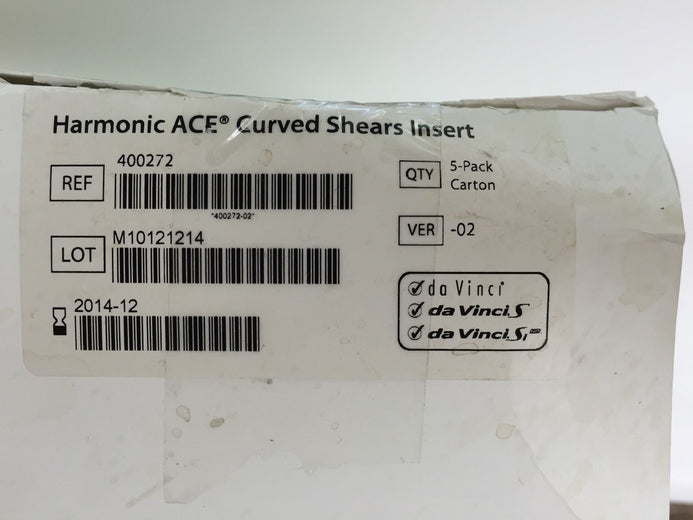 Harmonic ACE® Curved Shears Insert
REF 400272
*400272-02*
LOT M10121214
2014-12
QTY 5-Pack
Carton
VER -02
da Vinci®
da Vinci S
da Vinci Si